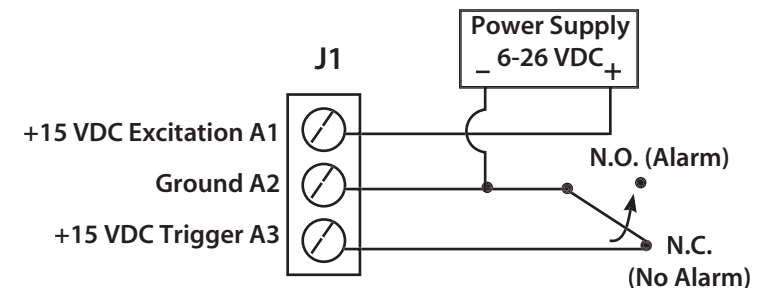 Power Supply
6-26 VDC
– +
J1
+15 VDC Excitation A1
N.O. (Alarm)
Ground A2
+15 VDC Trigger A3
N.C.
(No Alarm)